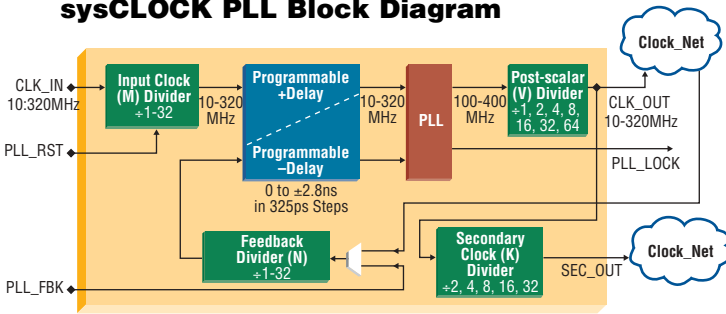 sysCLOCK PLL Block Diagram
Clock_Net
CLK_IN
10:320MHz
Input Clock
(M) Divider
÷1-32
10-320
MHz
Programmable
+Delay
Programmable
–Delay
0 to ±2.8ns
in 325ps Steps
10-320
MHz
PLL
100-400
MHz
Post-scalar
(V) Divider
÷1, 2, 4, 8,
16, 32, 64
CLK_OUT
10-320MHz
PLL_RST
PLL_LOCK
Feedback
Divider (N)
÷1-32
Secondary
Clock (K)
Divider
÷2, 4, 8, 16, 32
SEC_OUT
Clock_Net
PLL_FBK